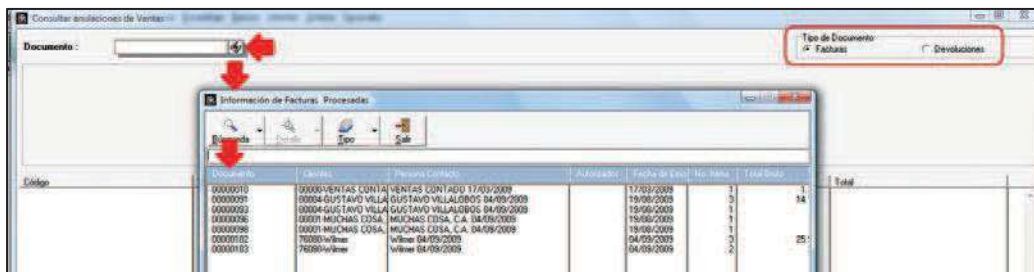 Consultar anulaciones de Ventas
Documento :
Tipo de Documento
Facturas Devoluciones
Información de Facturas Procesadas
Búsqueda Detalle Tipo Salir
Código Total
Documento Clientes Persona Contacto Autorizados Fecha de Emis No. Items Total Bruto
00000010 00000-VENTAS CONTA VENTAS CONTADO 17/03/2009 17/03/2009 1
00000091 00004-GUSTAVO VILLA GUSTAVO VILLALOBOS 04/09/2009 19/08/2009 3 14
00000093 00004-GUSTAVO VILLA GUSTAVO VILLALOBOS 04/09/2009 19/08/2009 1
00000096 00001-MUCHAS COSA, MUCHAS COSA, C.A. 04/09/2009 19/08/2009 1
00000098 00001-MUCHAS COSA, MUCHAS COSA, C.A. 04/09/2009 19/08/2009 1
00000102 76080-Wilmer Wilmer 04/09/2009 04/09/2009 3 25
00000103 76080-Wilmer Wilmer 04/09/2009 04/09/2009 2